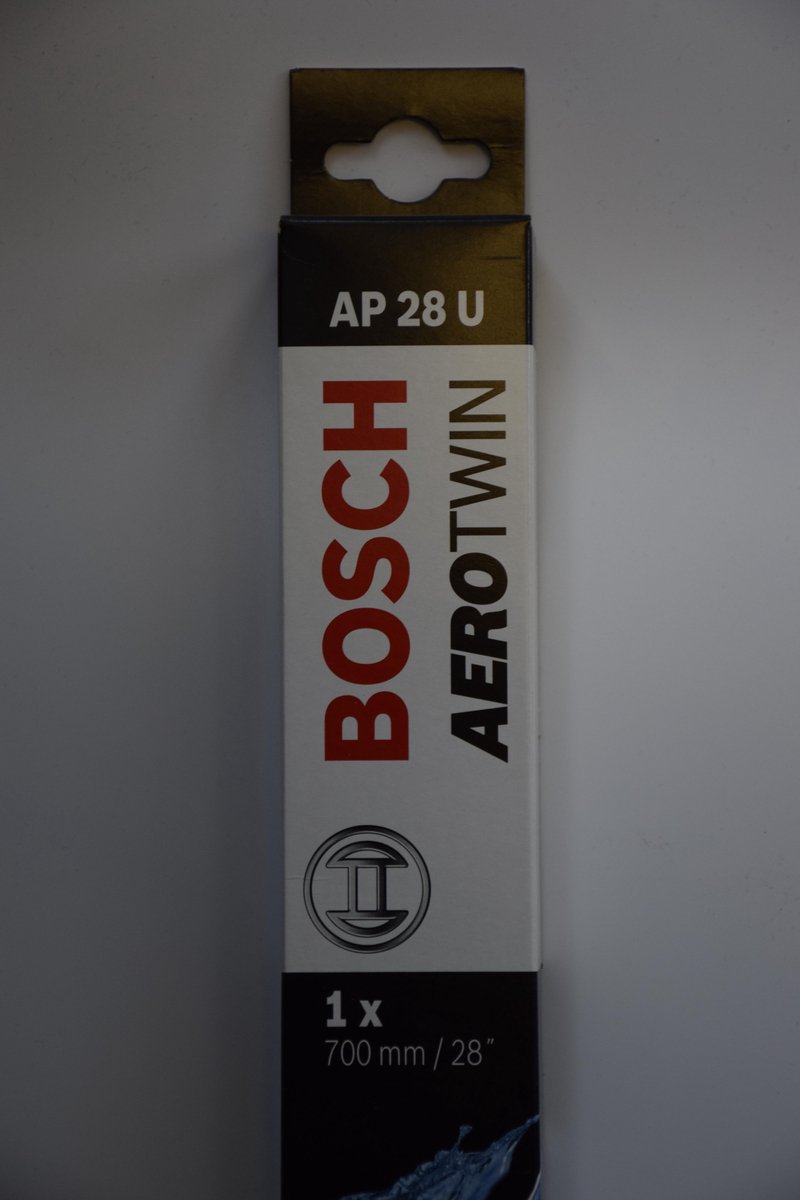 AP 28 U
BOSCH
AEROTWIN
1 x
700 mm / 28"